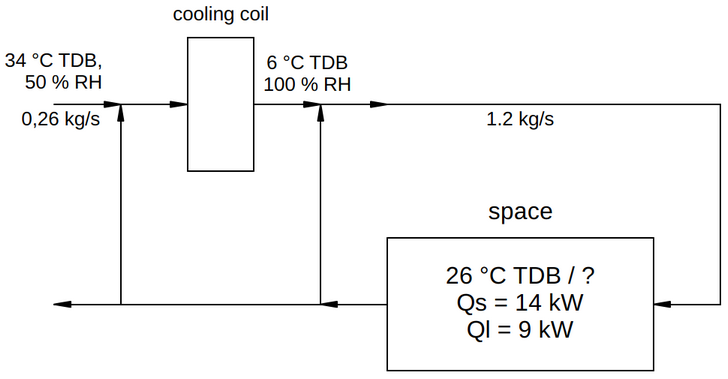 cooling coil
34 °C TDB,
50 % RH
0,26 kg/s
6 °C TDB
100 % RH
1.2 kg/s
space
26 °C TDB / ?
Qs = 14 kW
Ql = 9 kW